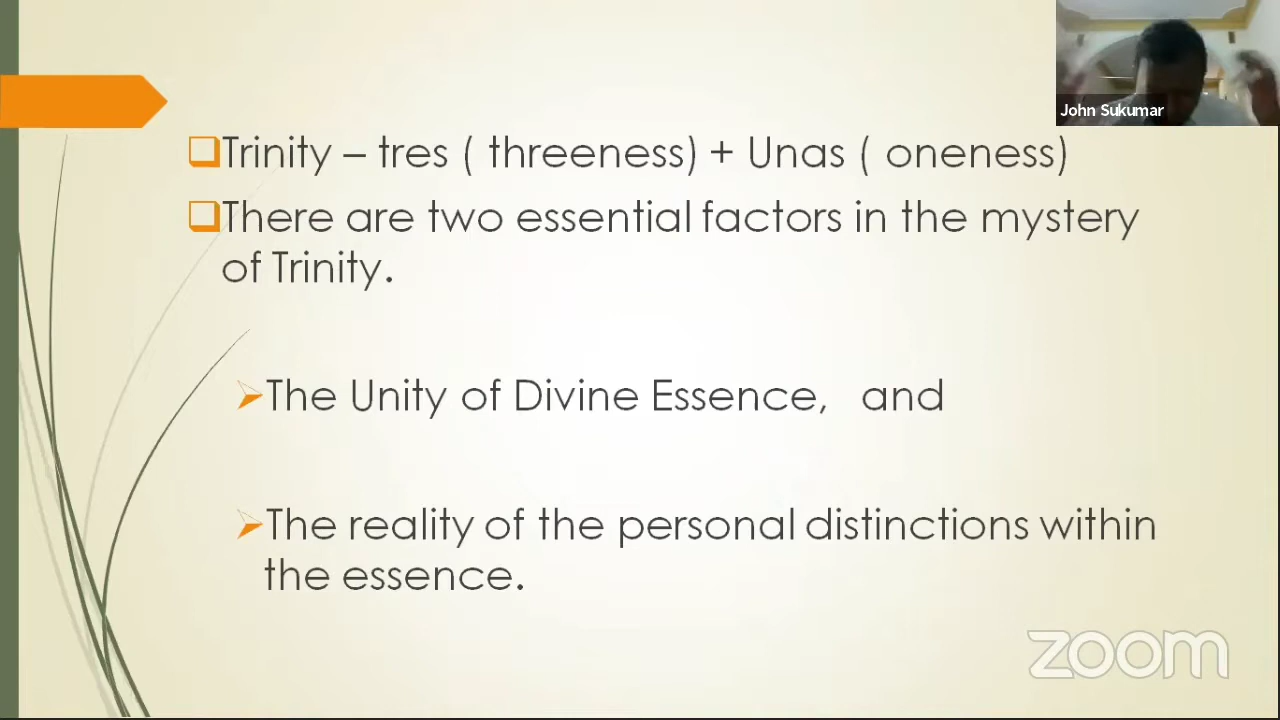 John Sukumar
Trinity – tres ( threeness) + Unas ( oneness)
There are two essential factors in the mystery
of Trinity.
The Unity of Divine Essence, and
The reality of the personal distinctions within
the essence.
zoom